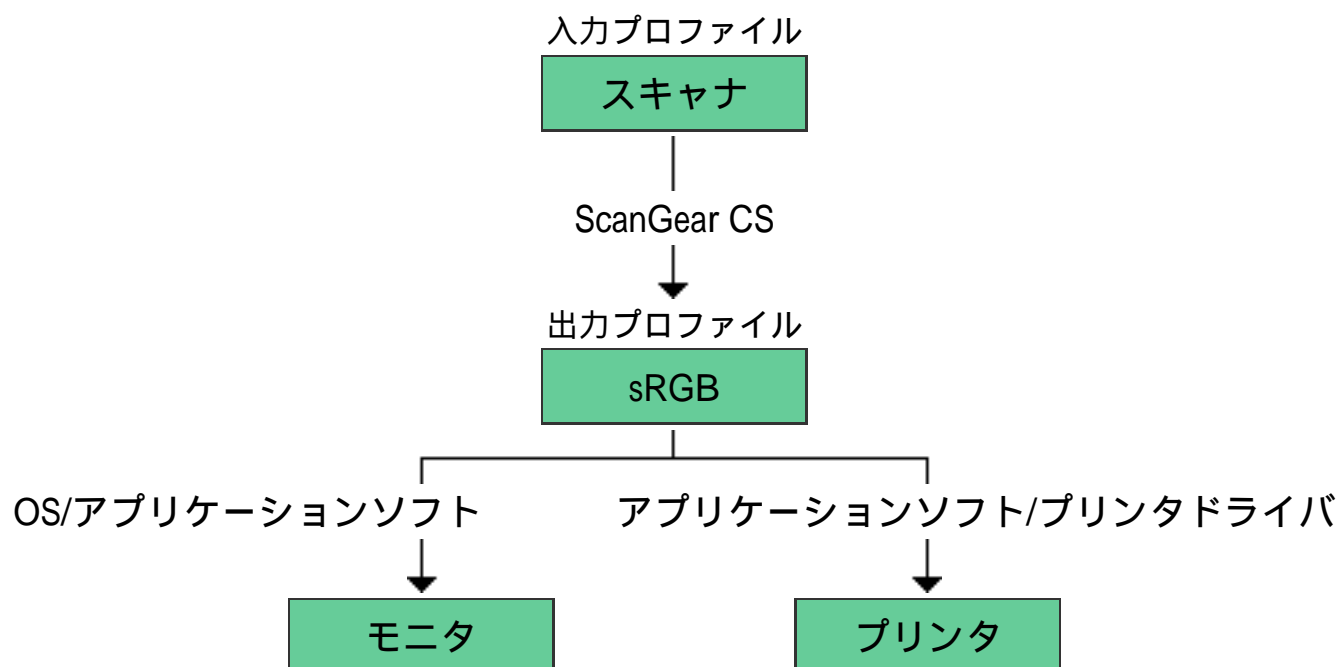 入力プロファイル
スキャナ
ScanGear CS
出力プロファイル
sRGB
OS/アプリケーションソフト
アプリケーションソフト/プリンタドライバ
モニタ
プリンタ